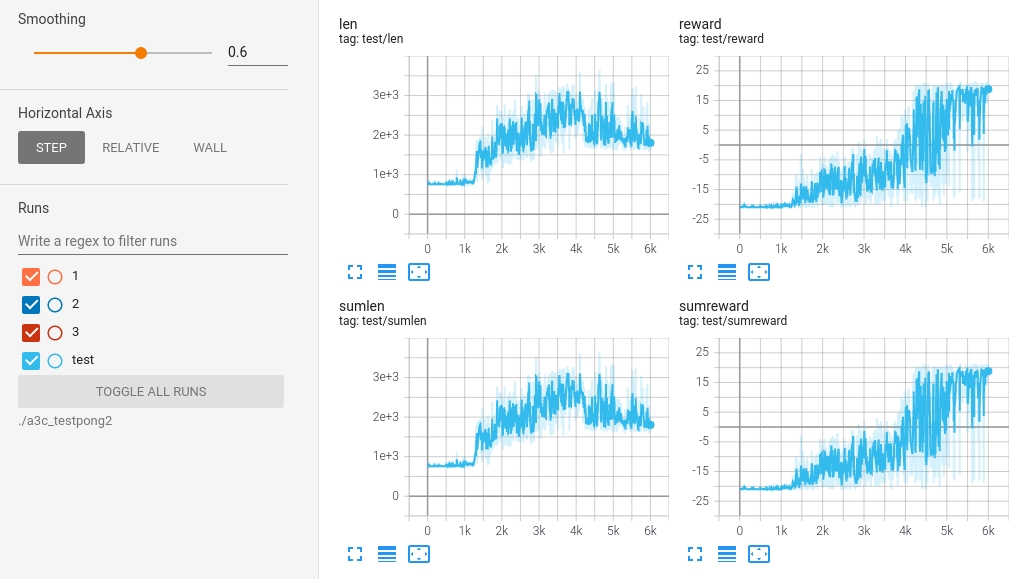 Smoothing
0.6
Horizontal Axis
STEP RELATIVE WALL
Runs
Write a regex to filter runs
1
2
3
test
TOGGLE ALL RUNS
./a3c_testpong2
len
tag: test/len
3e+3
2e+3
1e+3
0
0 1k 2k 3k 4k 5k 6k
reward
tag: test/reward
25
15
5
-5
-15
-25
0 1k 2k 3k 4k 5k 6k
sumlen
tag: test/sumlen
3e+3
2e+3
1e+3
0
0 1k 2k 3k 4k 5k 6k
sumreward
tag: test/sumreward
25
15
5
-5
-15
-25
0 1k 2k 3k 4k 5k 6k